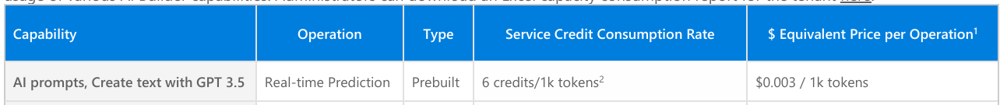 usage of various AI Builder capabilities. Administrators can download an Excel capacity consumption report for the tenant here.
Capability Operation Type Service Credit Consumption Rate $ Equivalent Price per Operation¹
AI prompts, Create text with GPT 3.5 Real-time Prediction Prebuilt 6 credits/1k tokens² $0.003 / 1k tokens